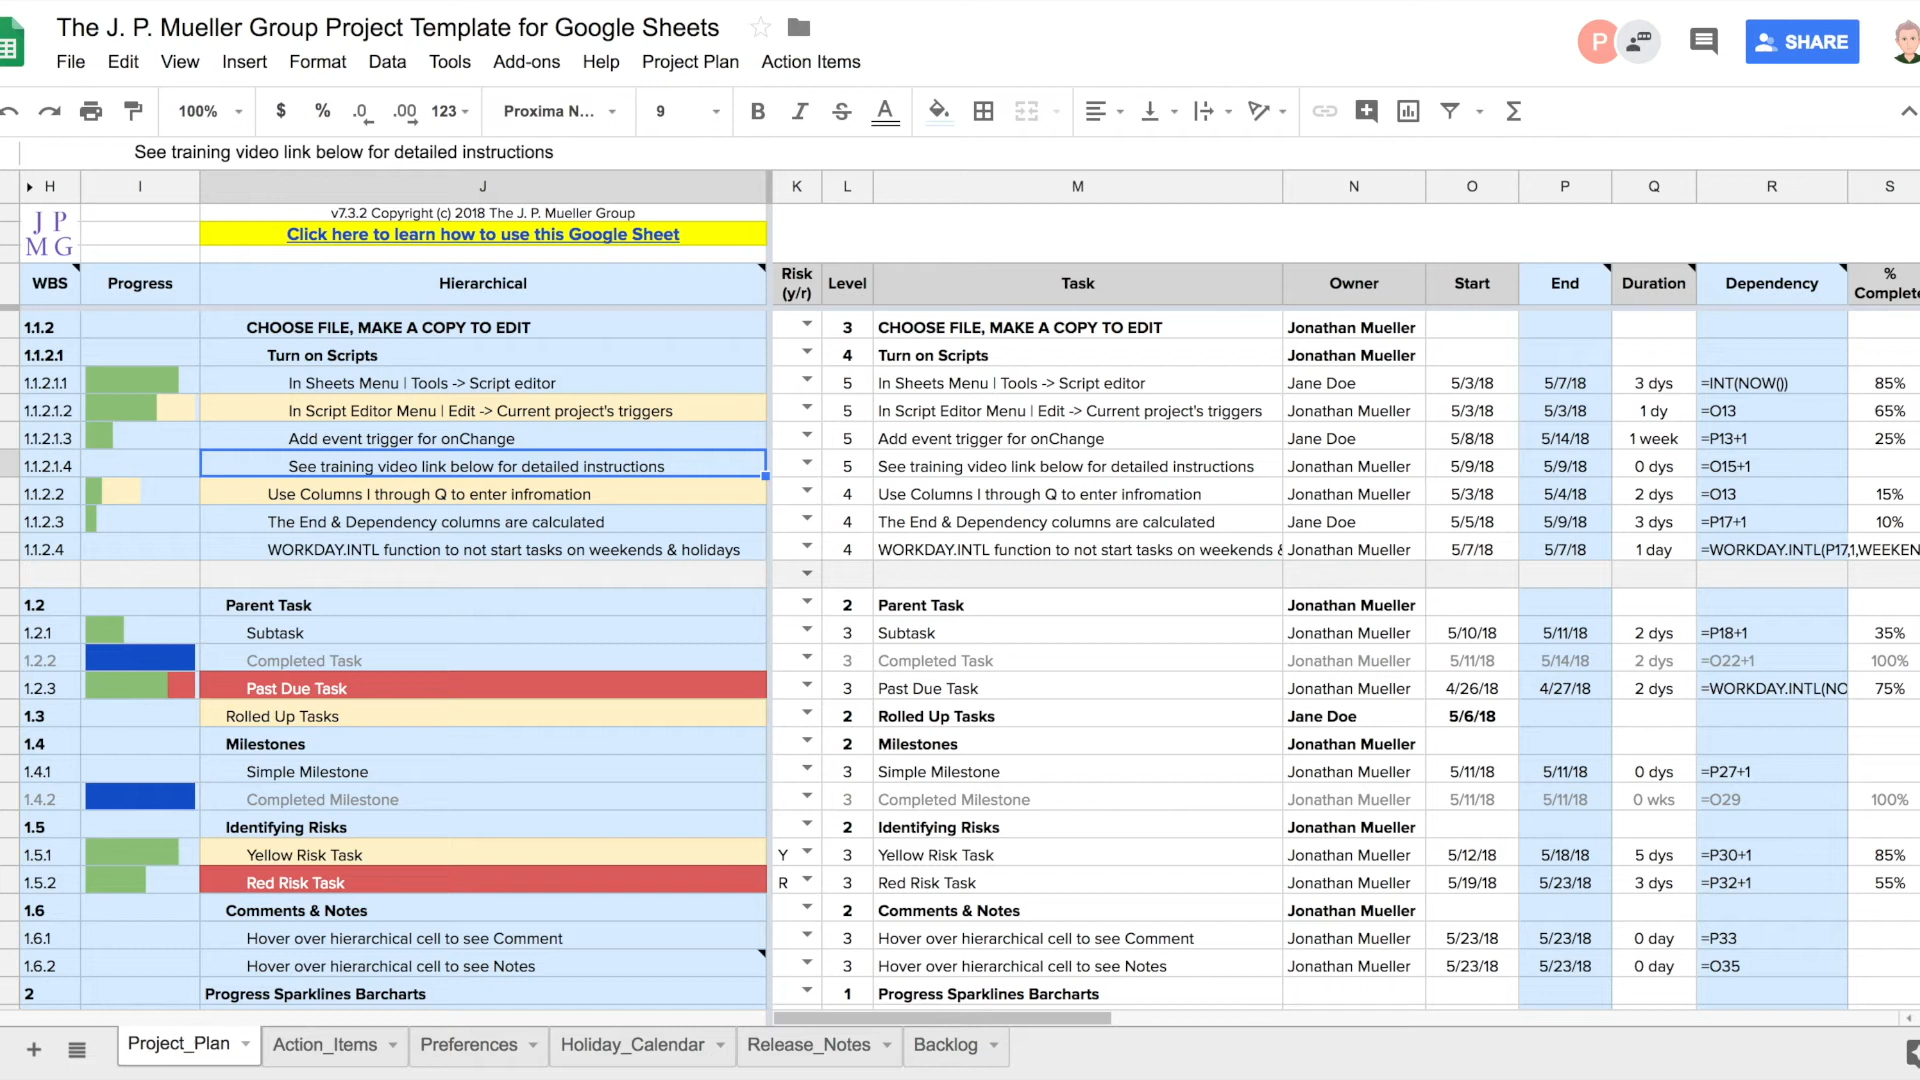 The J. P. Mueller Group Project Template for Google Sheets
P
SHARE
File Edit View Insert Format Data Tools Add-ons Help Project Plan Action Items
100% $ % .0 .00 123 Proxima N... 9 B I S A Σ
See training video link below for detailed instructions
H I J K L M N O P Q R S
J P
M G
v7.3.2 Copyright (c) 2018 The J. P. Mueller Group
Click here to learn how to use this Google Sheet
WBS Progress Hierarchical Risk (y/r) Level Task Owner Start End Duration Dependency % Complete
1.1.2 CHOOSE FILE, MAKE A COPY TO EDIT 3 CHOOSE FILE, MAKE A COPY TO EDIT Jonathan Mueller
1.1.2.1 Turn on Scripts 4 Turn on Scripts Jonathan Mueller
1.1.2.1.1 In Sheets Menu | Tools -> Script editor 5 In Sheets Menu | Tools -> Script editor Jane Doe 5/3/18 5/7/18 3 dys =INT(NOW()) 85%
1.1.2.1.2 In Script Editor Menu | Edit -> Current project's triggers 5 In Script Editor Menu | Edit -> Current project's triggers Jonathan Mueller 5/3/18 5/3/18 1 dy =O13 65%
1.1.2.1.3 Add event trigger for onChange 5 Add event trigger for onChange Jane Doe 5/8/18 5/14/18 1 week =P13+1 25%
1.1.2.1.4 See training video link below for detailed instructions 5 See training video link below for detailed instructions Jonathan Mueller 5/9/18 5/9/18 0 dys =O15+1
1.1.2.2 Use Columns I through Q to enter infromation 4 Use Columns I through Q to enter infromation Jonathan Mueller 5/3/18 5/4/18 2 dys =O13 15%
1.1.2.3 The End & Dependency columns are calculated 4 The End & Dependency columns are calculated Jane Doe 5/5/18 5/9/18 3 dys =P17+1 10%
1.1.2.4 WORKDAY.INTL function to not start tasks on weekends & holidays 4 WORKDAY.INTL function to not start tasks on weekends & Jonathan Mueller 5/7/18 5/7/18 1 day =WORKDAY.INTL(P17,1,WEEKEN
1.2 Parent Task 2 Parent Task Jonathan Mueller
1.2.1 Subtask 3 Subtask Jonathan Mueller 5/10/18 5/11/18 2 dys =P18+1 35%
1.2.2 Completed Task 3 Completed Task Jonathan Mueller 5/11/18 5/14/18 2 dys =O22+1 100%
1.2.3 Past Due Task 3 Past Due Task Jonathan Mueller 4/26/18 4/27/18 2 dys =WORKDAY.INTL(NO 75%
1.3 Rolled Up Tasks 2 Rolled Up Tasks Jane Doe 5/6/18
1.4 Milestones 2 Milestones Jonathan Mueller
1.4.1 Simple Milestone 3 Simple Milestone Jonathan Mueller 5/11/18 5/11/18 0 dys =P27+1
1.4.2 Completed Milestone 3 Completed Milestone Jonathan Mueller 5/11/18 5/11/18 0 wks =O29 100%
1.5 Identifying Risks 2 Identifying Risks Jonathan Mueller
1.5.1 Yellow Risk Task Y 3 Yellow Risk Task Jonathan Mueller 5/12/18 5/18/18 5 dys =P30+1 85%
1.5.2 Red Risk Task R 3 Red Risk Task Jonathan Mueller 5/19/18 5/23/18 3 dys =P32+1 55%
1.6 Comments & Notes 2 Comments & Notes Jonathan Mueller
1.6.1 Hover over hierarchical cell to see Comment 3 Hover over hierarchical cell to see Comment Jonathan Mueller 5/23/18 5/23/18 0 day =P33
1.6.2 Hover over hierarchical cell to see Notes 3 Hover over hierarchical cell to see Notes Jonathan Mueller 5/23/18 5/23/18 0 day =O35
2 Progress Sparklines Barcharts 1 Progress Sparklines Barcharts
Project_Plan Action_Items Preferences Holiday_Calendar Release_Notes Backlog